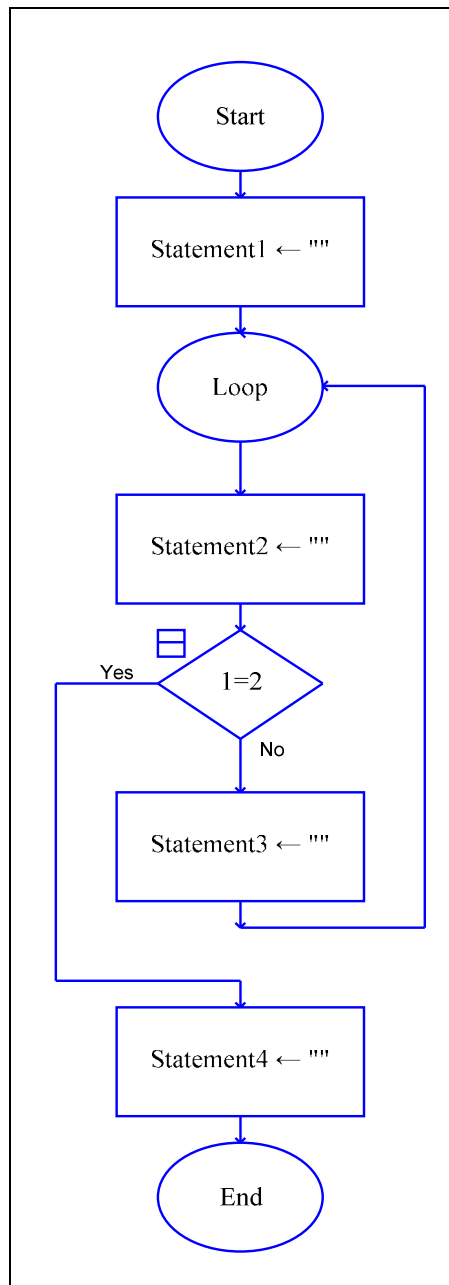 Start
Statement1 ← ""
Loop
Statement2 ← ""
Yes
1=2
No
Statement3 ← ""
Statement4 ← ""
End